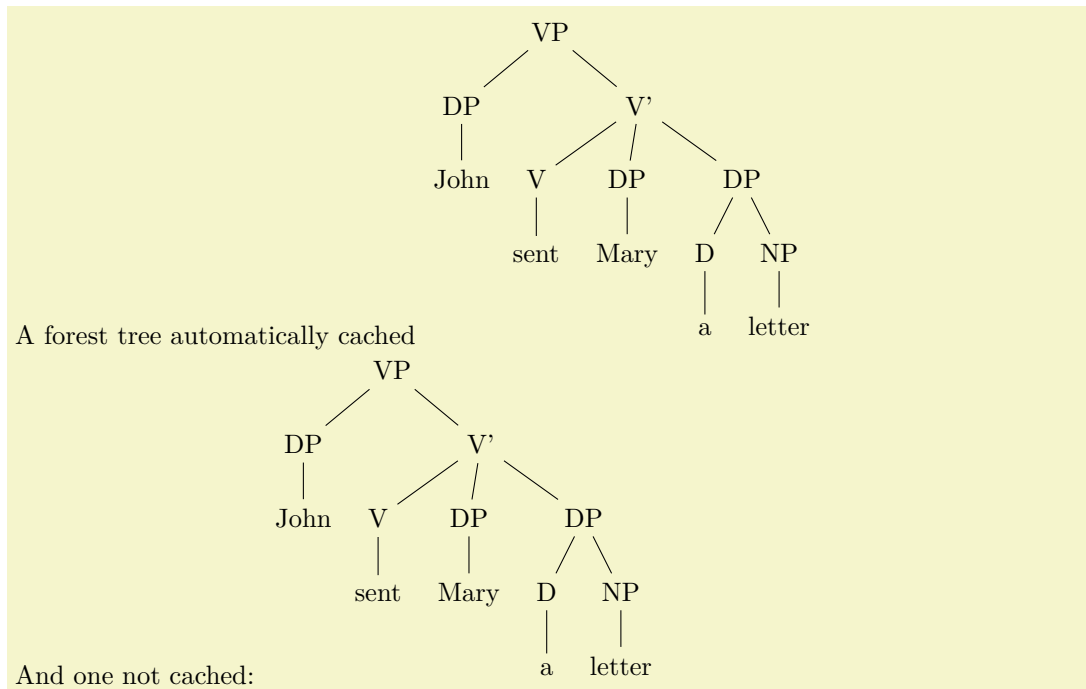 VP
DP V'
John V DP DP
sent Mary D NP
a letter
A forest tree automatically cached
VP
DP V'
John V DP DP
sent Mary D NP
a letter
And one not cached: